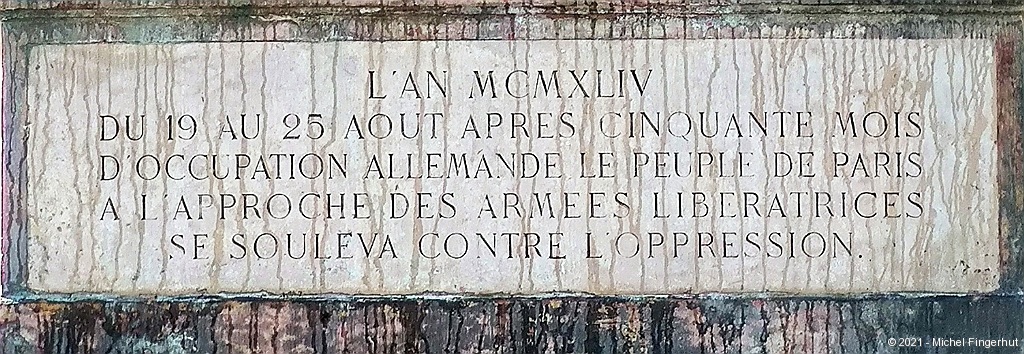 L'AN MCMXLIV
DU 19 AU 25 AOUT APRES CINQUANTE MOIS
D'OCCUPATION ALLEMANDE LE PEUPLE DE PARIS
A L'APPROCHE DES ARMEES LIBERATRICES
SE SOULEVA CONTRE L'OPPRESSION.
© 2021 - Michel Fingerhut